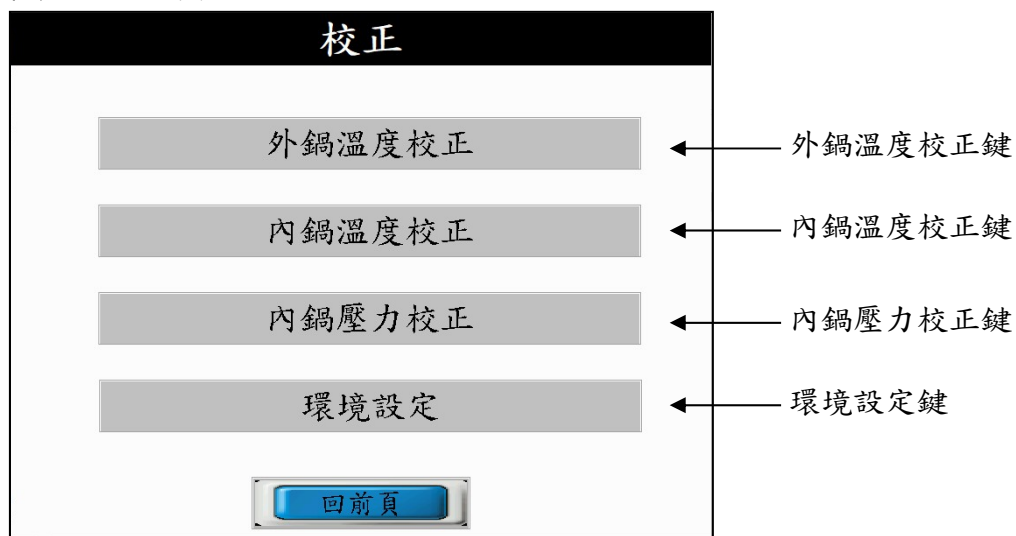 校正
外鍋溫度校正
外鍋溫度校正鍵
內鍋溫度校正
內鍋溫度校正鍵
內鍋壓力校正
內鍋壓力校正鍵
環境設定
環境設定鍵
回前頁